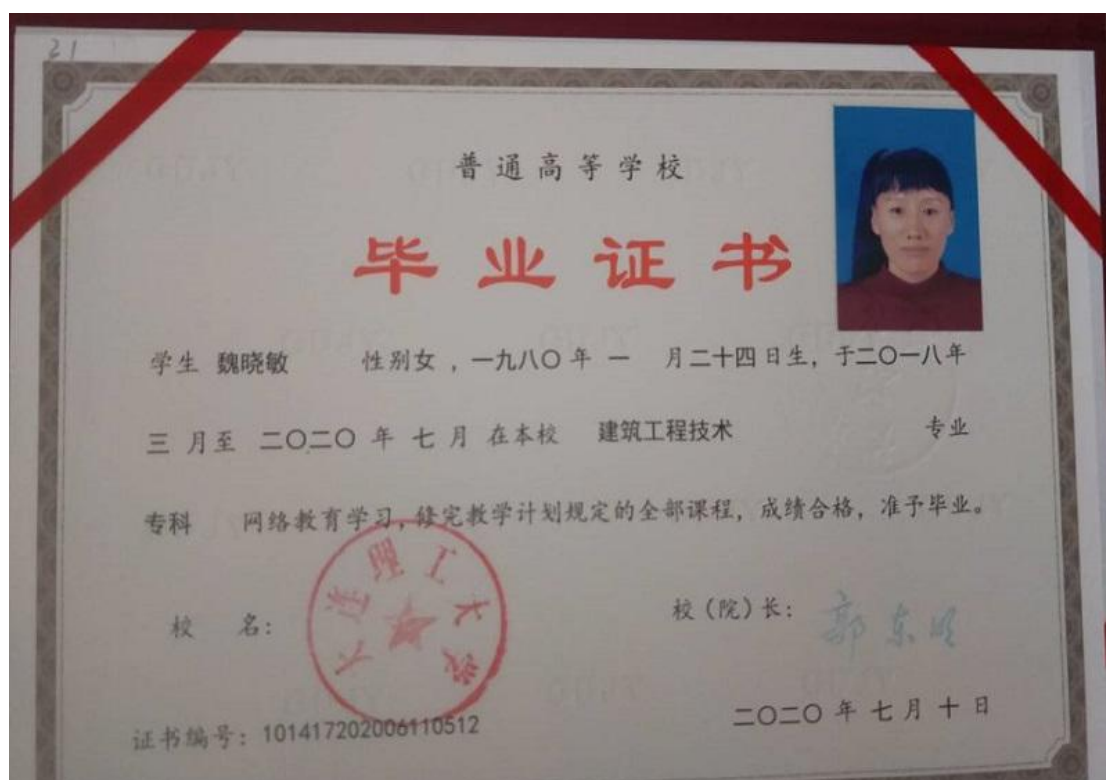 21
普通高等学校
毕业证书
学生 魏晓敏 性别女，一九八〇年 一 月二十四日生，于二〇一八年
三 月至 二〇二〇 年 七 月 在本校 建筑工程技术 专业
专科 网络教育学习，修完教学计划规定的全部课程，成绩合格，准予毕业。
校 名：
大连理工大学
校（院）长：
郭东明
证书编号：101417202006110512
二〇二〇 年 七 月 十 日